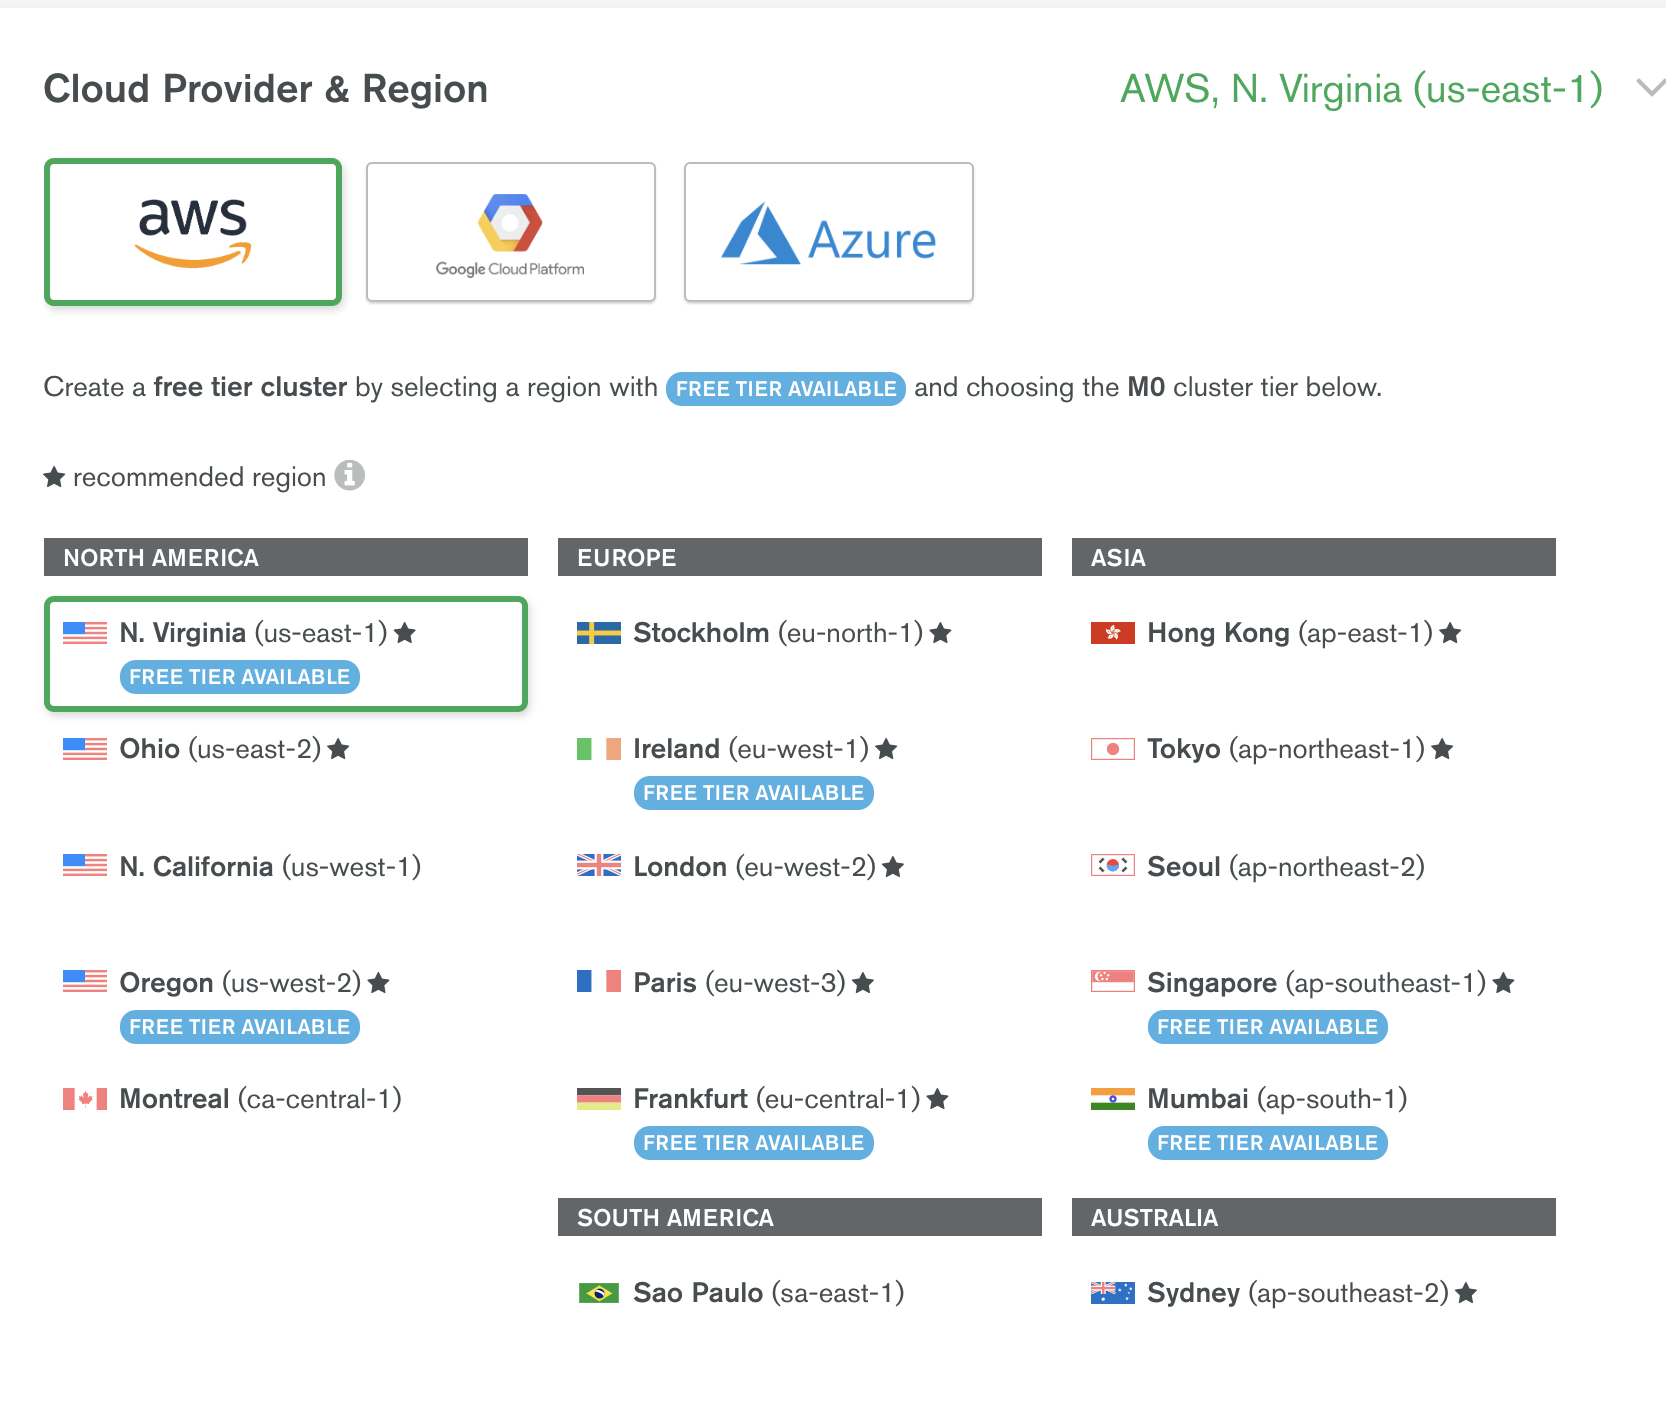 Cloud Provider & Region
AWS, N. Virginia (us-east-1)
aws
Google Cloud Platform
Azure
Create a free tier cluster by selecting a region with FREE TIER AVAILABLE and choosing the M0 cluster tier below.
★ recommended region
NORTH AMERICA
N. Virginia (us-east-1) ★
FREE TIER AVAILABLE
Ohio (us-east-2) ★
N. California (us-west-1)
Oregon (us-west-2) ★
FREE TIER AVAILABLE
Montreal (ca-central-1)
EUROPE
Stockholm (eu-north-1) ★
Ireland (eu-west-1) ★
FREE TIER AVAILABLE
London (eu-west-2) ★
Paris (eu-west-3) ★
Frankfurt (eu-central-1) ★
FREE TIER AVAILABLE
SOUTH AMERICA
Sao Paulo (sa-east-1)
ASIA
Hong Kong (ap-east-1) ★
Tokyo (ap-northeast-1) ★
Seoul (ap-northeast-2)
Singapore (ap-southeast-1) ★
FREE TIER AVAILABLE
Mumbai (ap-south-1)
FREE TIER AVAILABLE
AUSTRALIA
Sydney (ap-southeast-2) ★